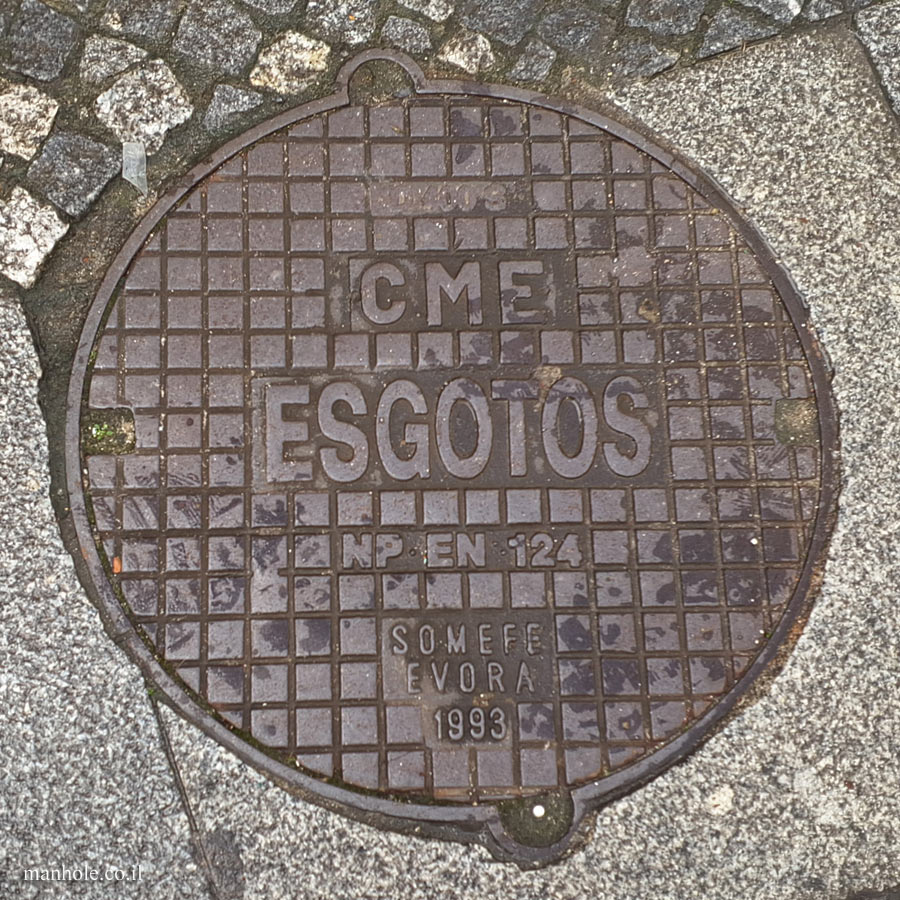 CME
ESGOTOS
NP EN 124
SOMEFE
EVORA
1993
manhole.co.il